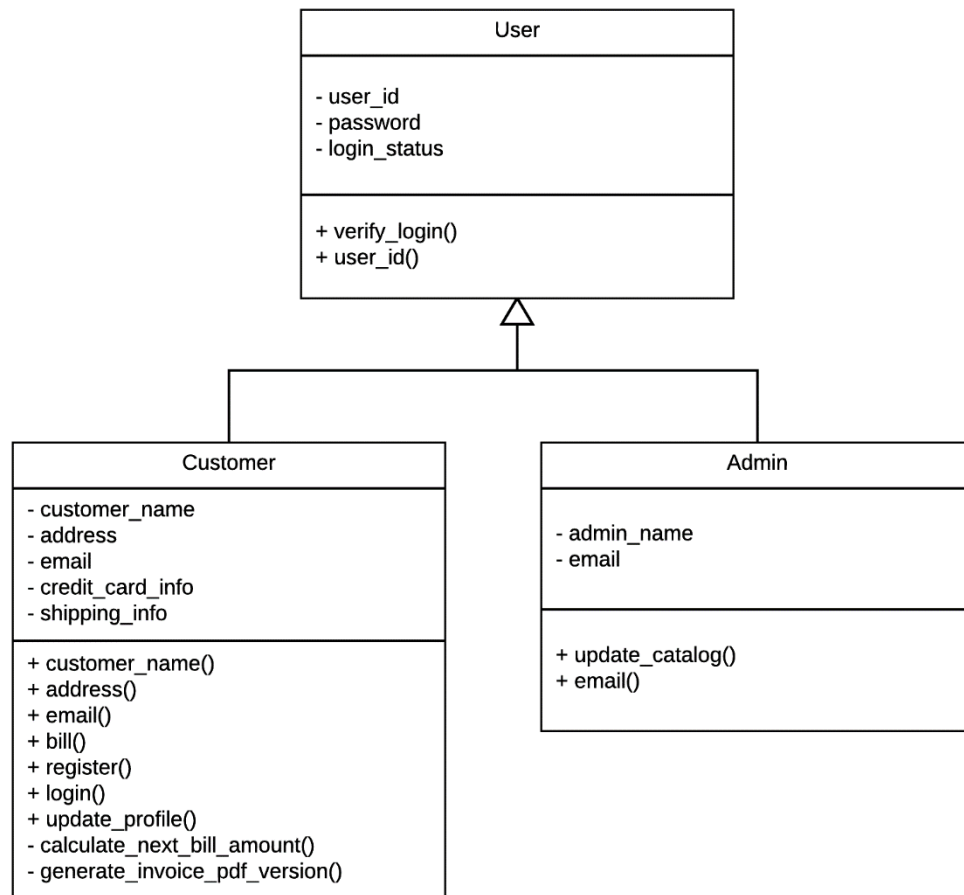 User
- user_id
- password
- login_status
+ verify_login()
+ user_id()
Customer
- customer_name
- address
- email
- credit_card_info
- shipping_info
+ customer_name()
+ address()
+ email()
+ bill()
+ register()
+ login()
+ update_profile()
- calculate_next_bill_amount()
- generate_invoice_pdf_version()
Admin
- admin_name
- email
+ update_catalog()
+ email()